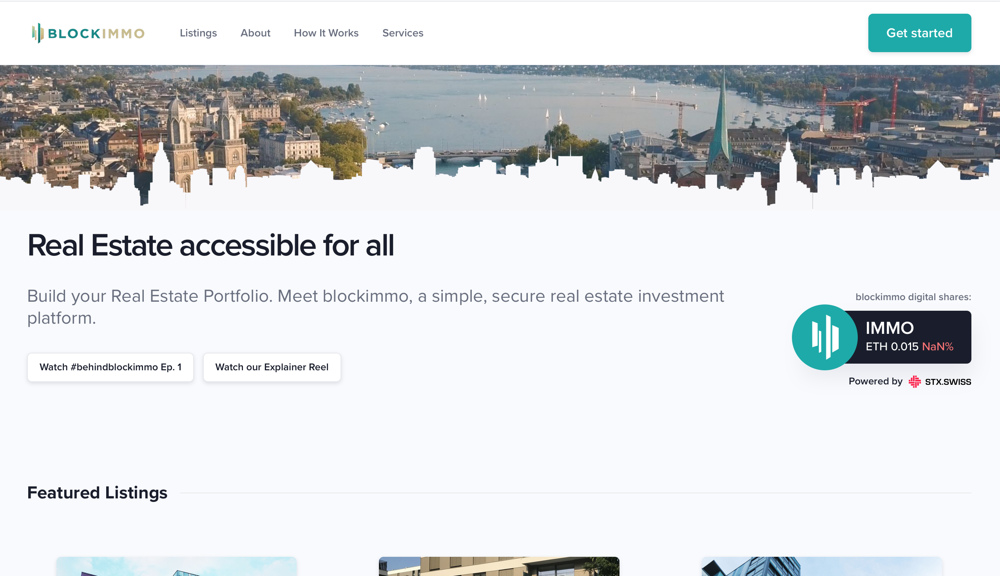 BLOCKIMMO
Listings
About
How It Works
Services
Get started
Real Estate accessible for all
Build your Real Estate Portfolio. Meet blockimmo, a simple, secure real estate investment
platform.
Watch #behindblockimmo Ep. 1
Watch our Explainer Reel
blockimmo digital shares:
IMMO
ETH 0.015 NaN%
Powered by STX.SWISS
Featured Listings